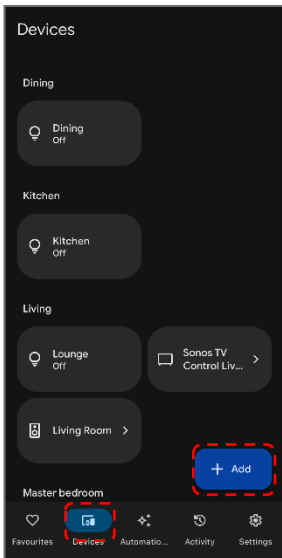 Devices
Dining
Dining
Off
Kitchen
Kitchen
Off
Living
Lounge
Off
Sonos TV
Control Liv...
Living Room
+ Add
Master bedroom
Favourites
Devices
Automatio...
Activity
Settings